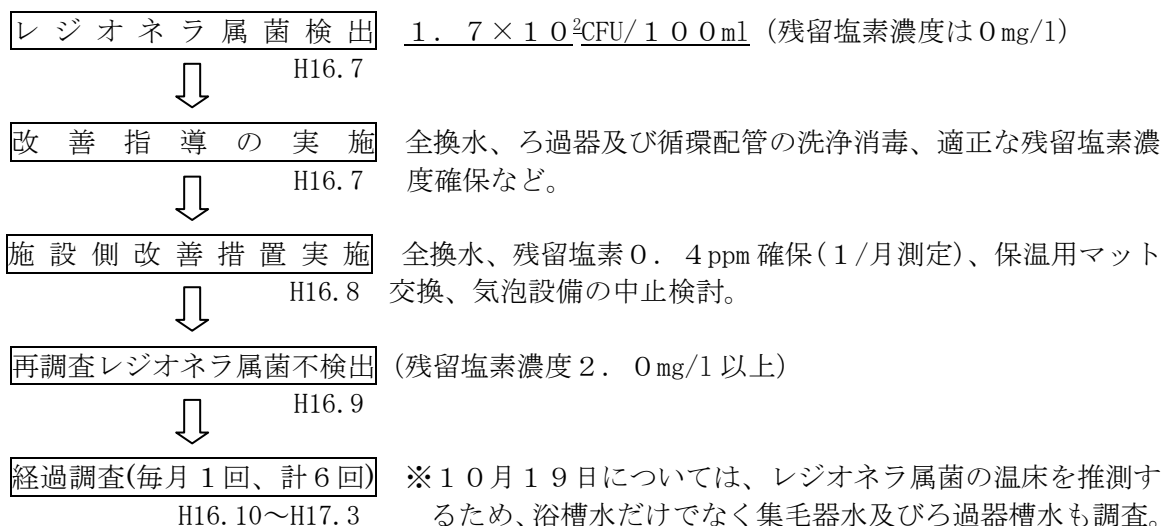 レジオネラ属菌検出 １．７×１０²CFU/１００ml (残留塩素濃度は０mg/l)
H16.7
改善指導の実施 全換水、ろ過器及び循環配管の洗浄消毒、適正な残留塩素濃
H16.7 度確保など。
施設側改善措置実施 全換水、残留塩素０．４ppm 確保(１/月測定)、保温用マット
H16.8 交換、気泡設備の中止検討。
再調査レジオネラ属菌不検出 (残留塩素濃度２．０mg/l 以上)
H16.9
経過調査(毎月１回、計６回) ※１０月１９日については、レジオネラ属菌の温床を推測す
H16.10～H17.3 るため、浴槽水だけでなく集毛器水及びろ過器槽水も調査。